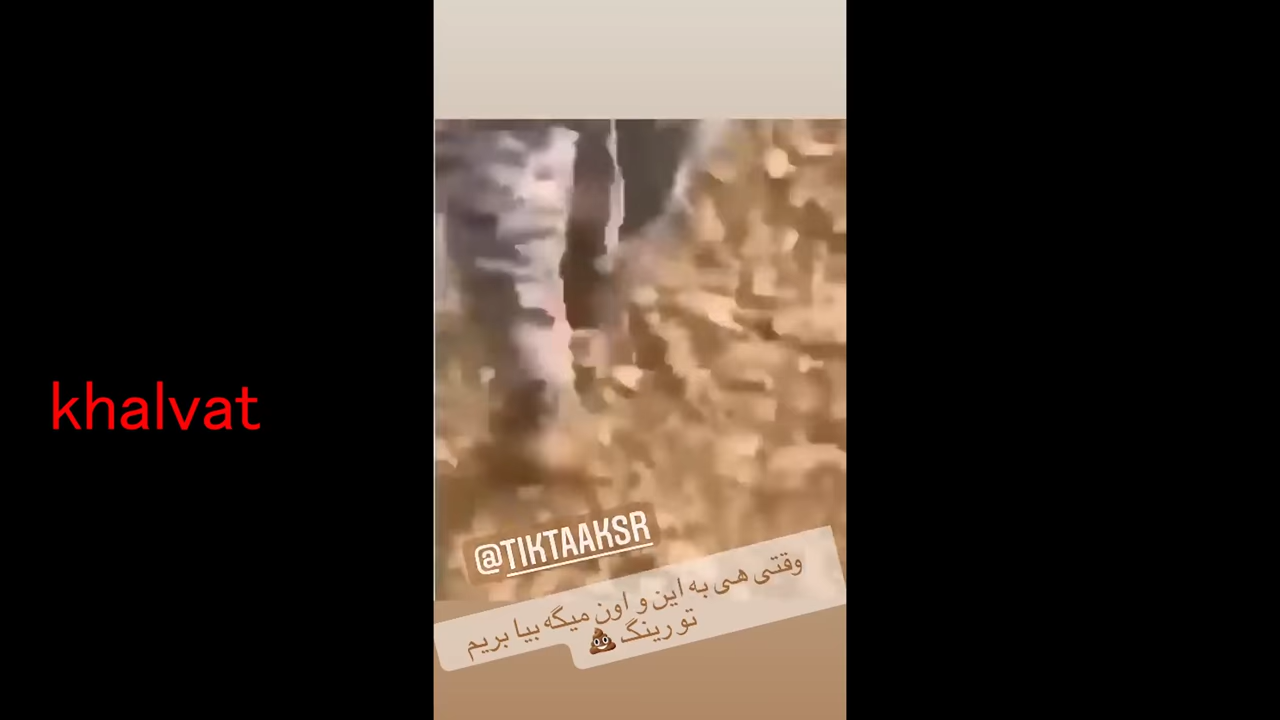 khalvat
@TIKTAAKSR
وقتی هی به این و اون میگه بیا بریم
تو رینگ 💩